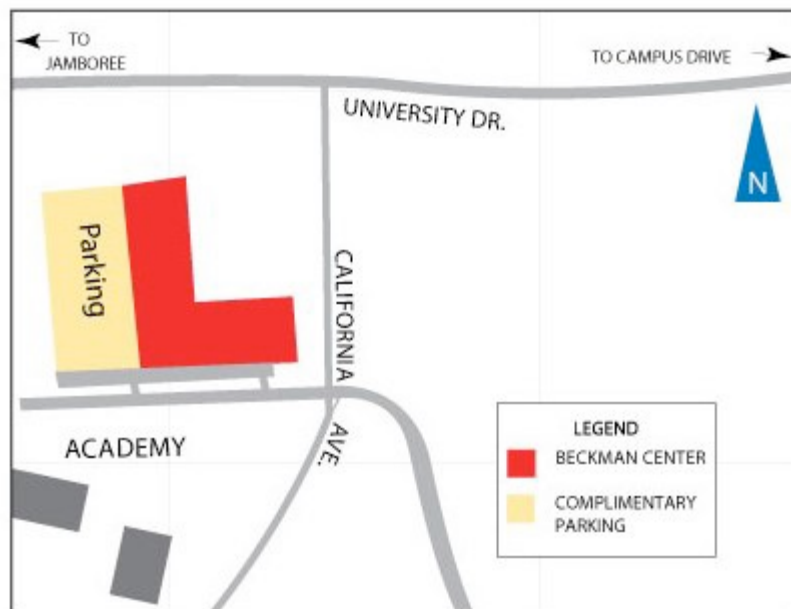 TO
JAMBOREE
TO CAMPUS DRIVE
UNIVERSITY DR.
N
Parking
CALIFORNIA
AVE.
ACADEMY
LEGEND
BECKMAN CENTER
COMPLIMENTARY
PARKING